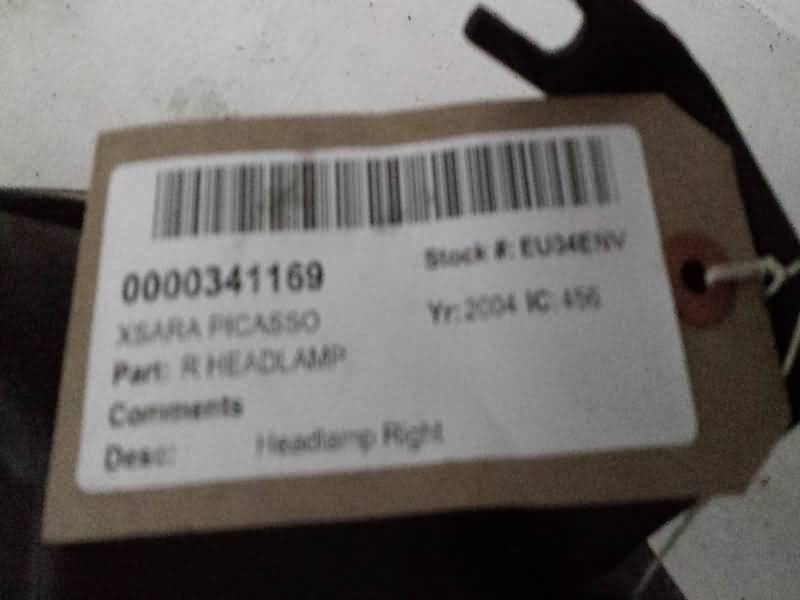 0000341169
Stock #: EU34ENV
XSARA PICASSO
Yr: 2004 IC: 456
Part: R HEADLAMP
Comments
Desc: Headlamp Right